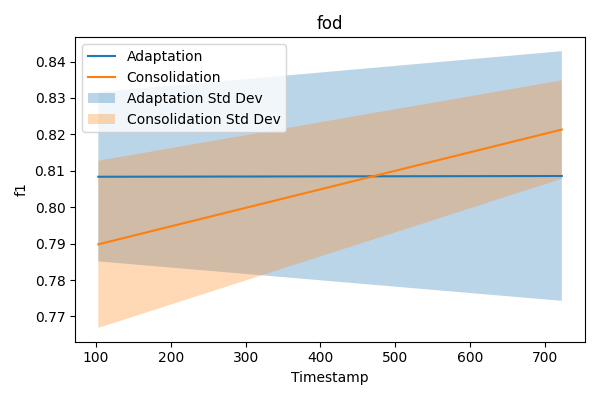 fod
Adaptation
Consolidation
Adaptation Std Dev
Consolidation Std Dev
0.84
0.83
0.82
0.81
0.80
0.79
0.78
0.77
f1
100 200 300 400 500 600 700
Timestamp